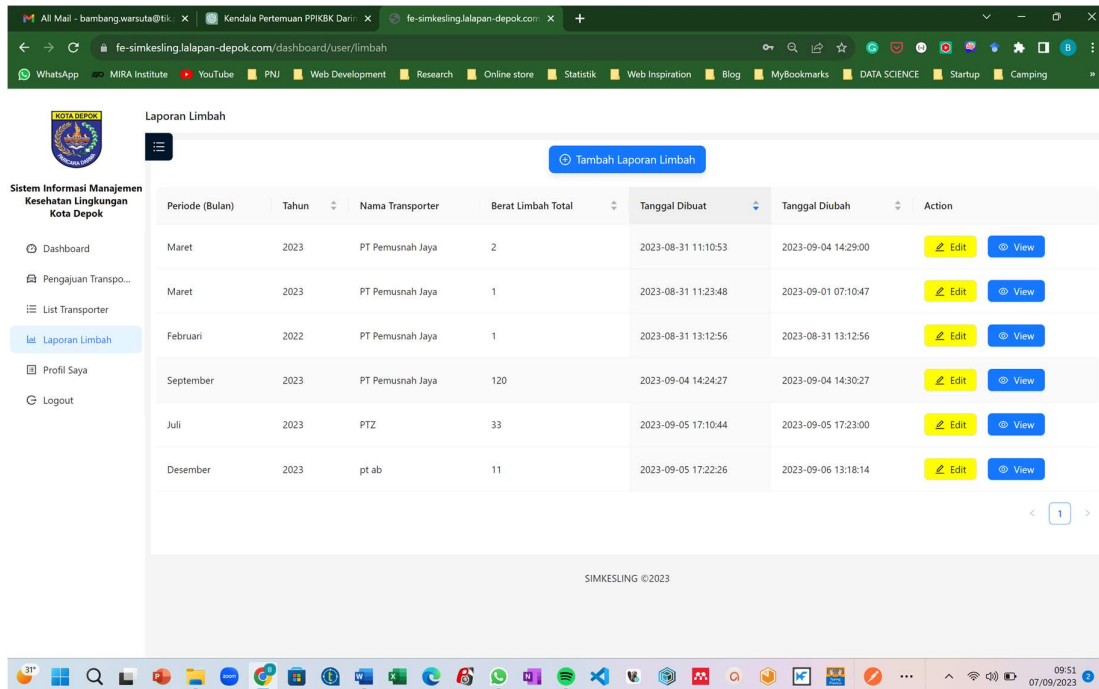 All Mail - bambang.warsuta@tik.
Kendala Pertemuan PPIKBK Darin
fe-simkesling.lalapan-depok.com
fe-simkesling.lalapan-depok.com/dashboard/user/limbah
WhatsApp MIRA Institute YouTube PNJ Web Development Research Online store Statistik Web Inspiration Blog MyBookmarks DATA SCIENCE Startup Camping »
KOTA DEPOK
Laporan Limbah
Tambah Laporan Limbah
Sistem Informasi Manajemen
Kesehatan Lingkungan
Kota Depok
Dashboard
Pengajuan Transpo...
List Transporter
Laporan Limbah
Profil Saya
Logout
Periode (Bulan) Tahun Nama Transporter Berat Limbah Total Tanggal Dibuat Tanggal Diubah Action
Maret 2023 PT Pemusnah Jaya 2 2023-08-31 11:10:53 2023-09-04 14:29:00 Edit View
Maret 2023 PT Pemusnah Jaya 1 2023-08-31 11:23:48 2023-09-01 07:10:47 Edit View
Februari 2022 PT Pemusnah Jaya 1 2023-08-31 13:12:56 2023-08-31 13:12:56 Edit View
September 2023 PT Pemusnah Jaya 120 2023-09-04 14:24:27 2023-09-04 14:30:27 Edit View
Juli 2023 PTZ 33 2023-09-05 17:10:44 2023-09-05 17:23:00 Edit View
Desember 2023 pt ab 11 2023-09-05 17:22:26 2023-09-06 13:18:14 Edit View
< 1 >
SIMKESLING ©2023
31°
09:51
07/09/2023
2